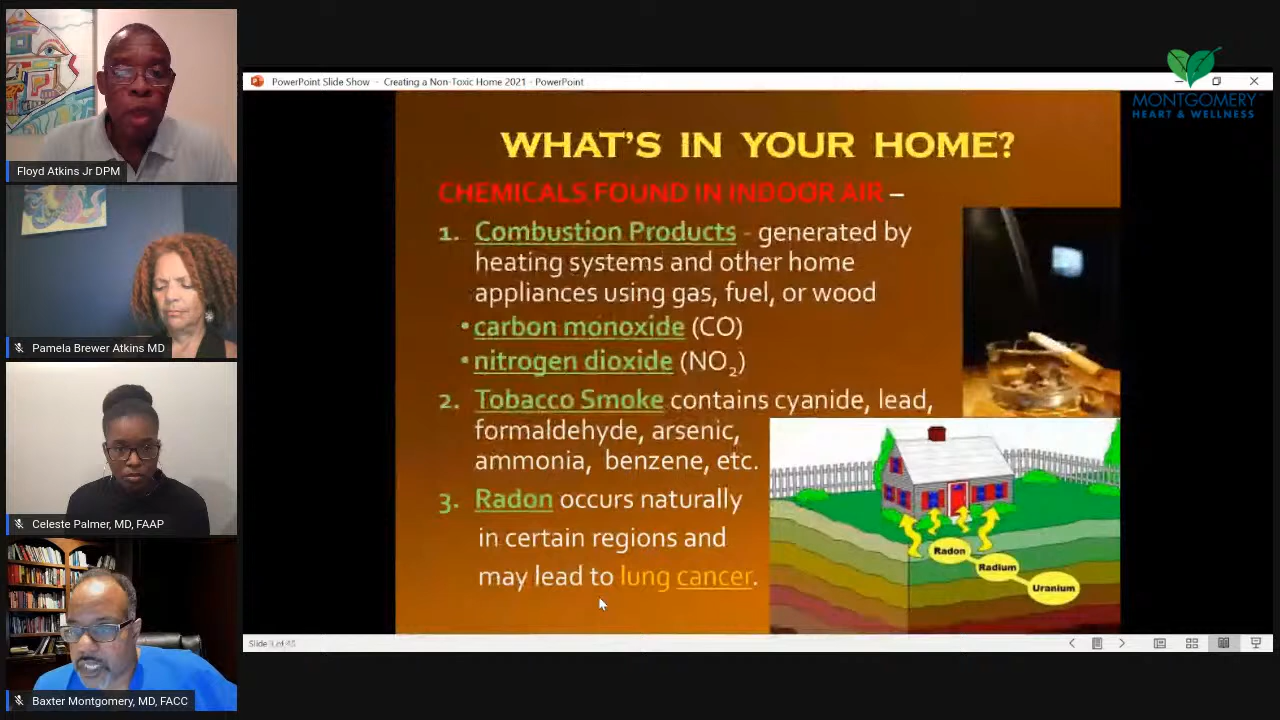 Floyd Atkins Jr DPM
Pamela Brewer Atkins MD
Celeste Palmer, MD, FAAP
Baxter Montgomery, MD, FACC
PowerPoint Slide Show - Creating a Non-Toxic Home 2021 - PowerPoint
MONTGOMERY
HEART & WELLNESS
WHAT'S IN YOUR HOME?
CHEMICALS FOUND IN INDOOR AIR –
1. Combustion Products - generated by
heating systems and other home
appliances using gas, fuel, or wood
• carbon monoxide (CO)
• nitrogen dioxide (NO₂)
2. Tobacco Smoke contains cyanide, lead,
formaldehyde, arsenic,
ammonia, benzene, etc.
3. Radon occurs naturally
in certain regions and
may lead to lung cancer.
Radon
Radium
Uranium